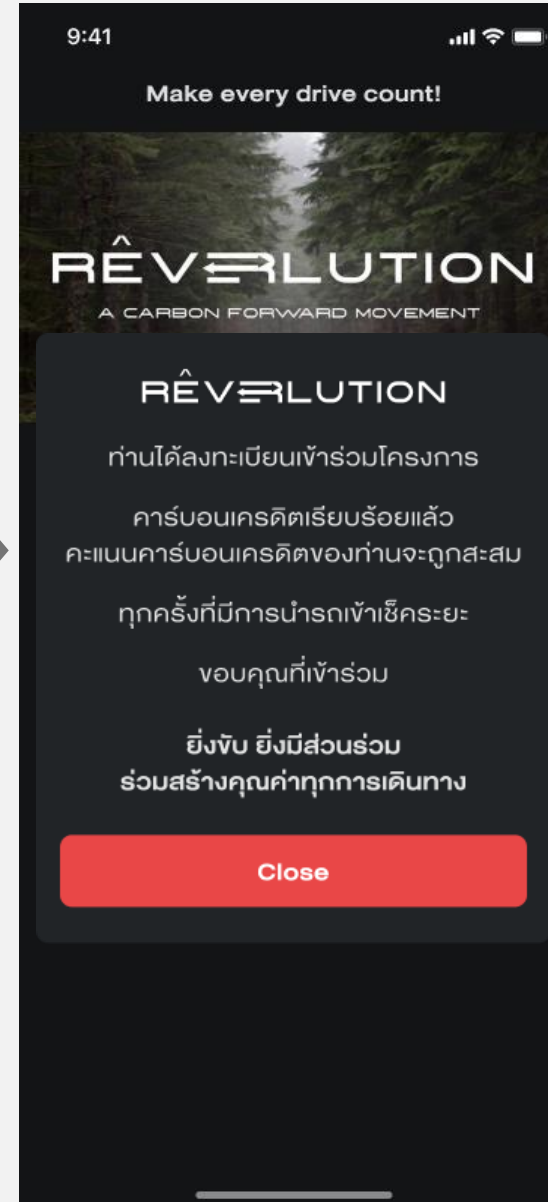 9:41
Make every drive count!
RÊVERLUTION
A CARBON FORWARD MOVEMENT
RÊVERLUTION
ท่านได้ลงทะเบียนเข้าร่วมโครงการ
คาร์บอนเครดิตเรียบร้อยแล้ว
คะแนนคาร์บอนเครดิตของท่านจะถูกสะสม
ทุกครั้งที่มีการนำรถเข้าเช็คระยะ
ขอบคุณที่เข้าร่วม
ยิ่งขับ ยิ่งมีส่วนร่วม
ร่วมสร้างคุณค่าทุกการเดินทาง
Close